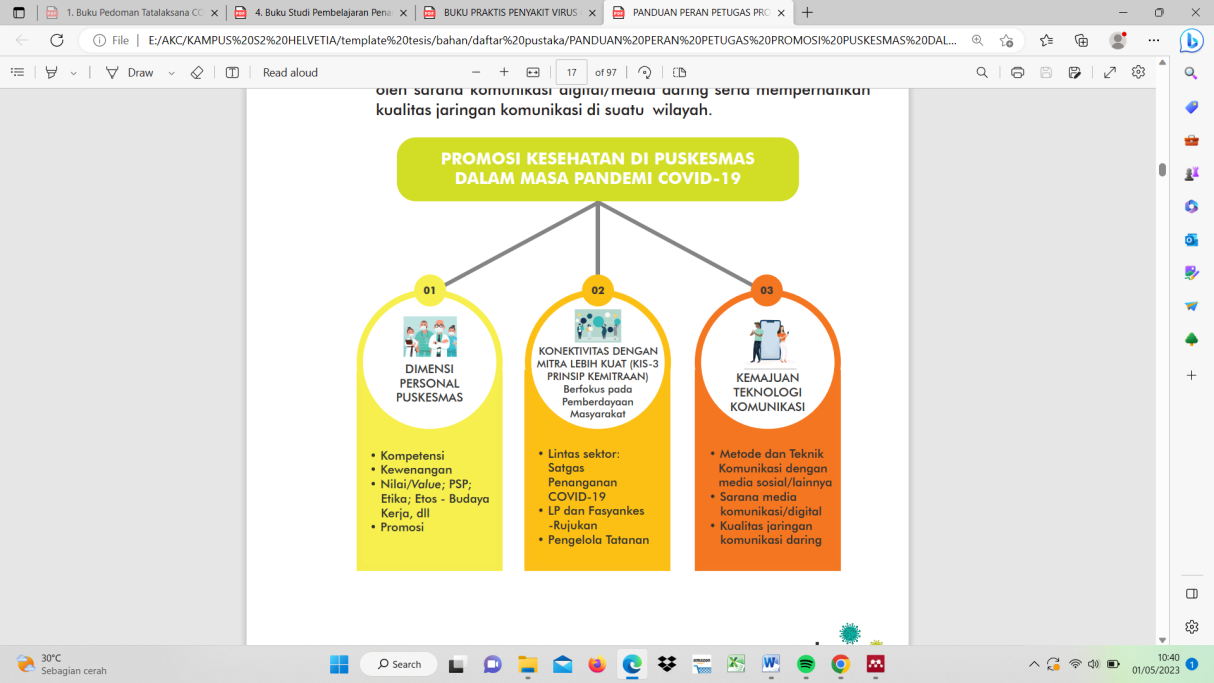 1. Buku Pedoman Tatalaksana CO
4. Buku Studi Pembelajaran Pena
BUKU PRAKTIS PENYAKIT VIRUS
PANDUAN PERAN PETUGAS PRO
File
E:/AKC/KAMPUS%20S2%20HELVETIA/template%20tesis/bahan/daftar%20pustaka/PANDUAN%20PERAN%20PETUGAS%20PROMOSI%20PUSKESMAS%20DAL...
Draw
Read aloud
17
of 97
oleh sarana komunikasi digital/media daring serta memperhatikan
kualitas jaringan komunikasi di suatu wilayah.
PROMOSI KESEHATAN DI PUSKESMAS
DALAM MASA PANDEMI COVID-19
01
DIMENSI
PERSONAL
PUSKESMAS
• Kompetensi
• Kewenangan
• Nilai/Value; PSP;
Etika; Etos - Budaya
Kerja, dll
• Promosi
02
KONEKTIVITAS DENGAN
MITRA LEBIH KUAT (KIS-3
PRINSIP KEMITRAAN)
Berfokus pada
Pemberdayaan
Masyarakat
• Lintas sektor:
Satgas
Penanganan
COVID-19
• LP dan Fasyankes
-Rujukan
• Pengelola Tatanan
03
KEMAJUAN
TEKNOLOGI
KOMUNIKASI
• Metode dan Teknik
Komunikasi dengan
media sosial/lainnya
• Sarana media
komunikasi/digital
• Kualitas jaringan
komunikasi daring
30°C
Sebagian cerah
Search
10:40
01/05/2023
1